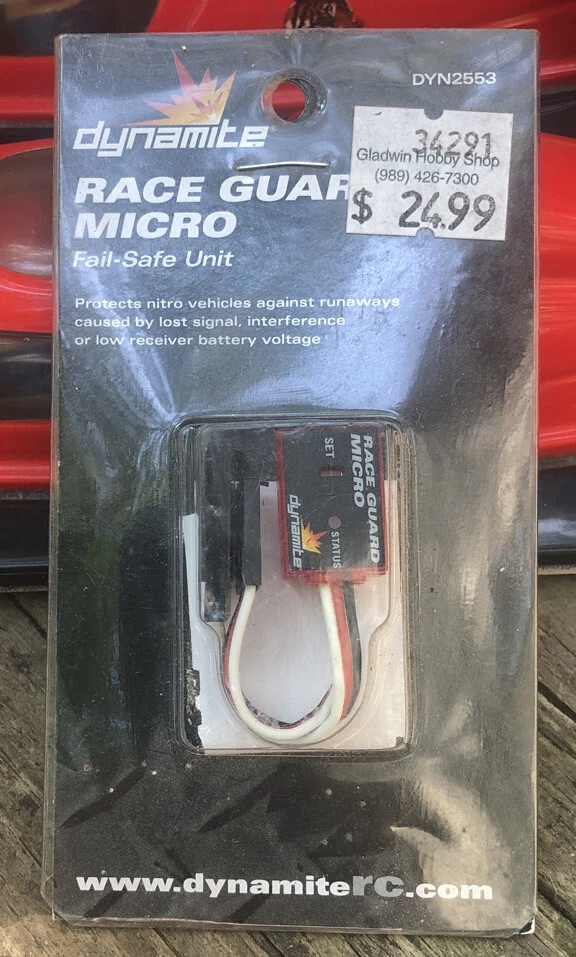 DYN2553
dynamite
34291
Gladwin Hobby Shop
(989) 426-7300
$ 24.99
RACE GUAR
MICRO
Fail-Safe Unit
Protects nitro vehicles against runaways
caused by lost signal, interference
or low receiver battery voltage
RACE GUARD
MICRO
SET
STATUS
dynamite
www.dynamiterc.com